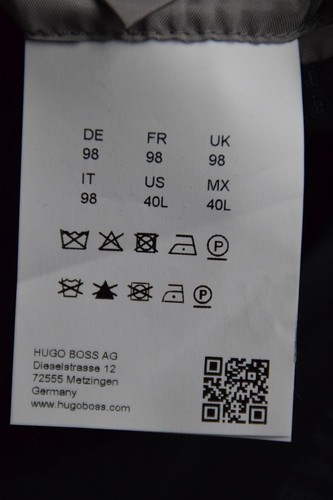 DE FR UK
98 98 98
IT US MX
98 40L 40L
P
P
HUGO BOSS AG
Dieselstrasse 12
72555 Metzingen
Germany
www.hugoboss.com